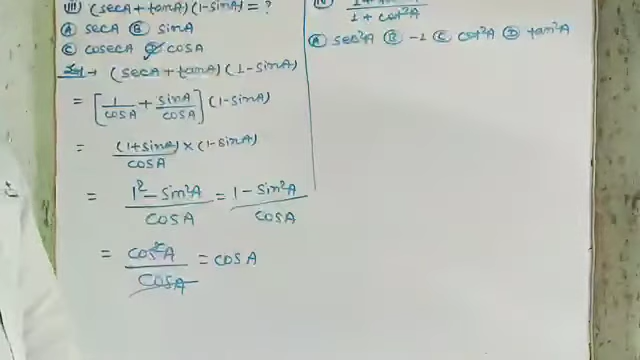 (iii) (secA + tanA) (1 - sinA) = ?
Ⓐ secA Ⓑ sinA
Ⓒ cosecA Ⓓ cosA
(secA + tanA) (1 - sinA)
= [1/cosA + sinA/cosA] (1 - sinA)
= (1 + sinA) × (1 - sinA) / cosA
= 1² - sin²A / cosA = 1 - sin²A / cosA
= cos²A / cosA = cosA
1 + cot²A
Ⓐ sec²A Ⓑ -1 Ⓒ cot²A Ⓓ tan²A